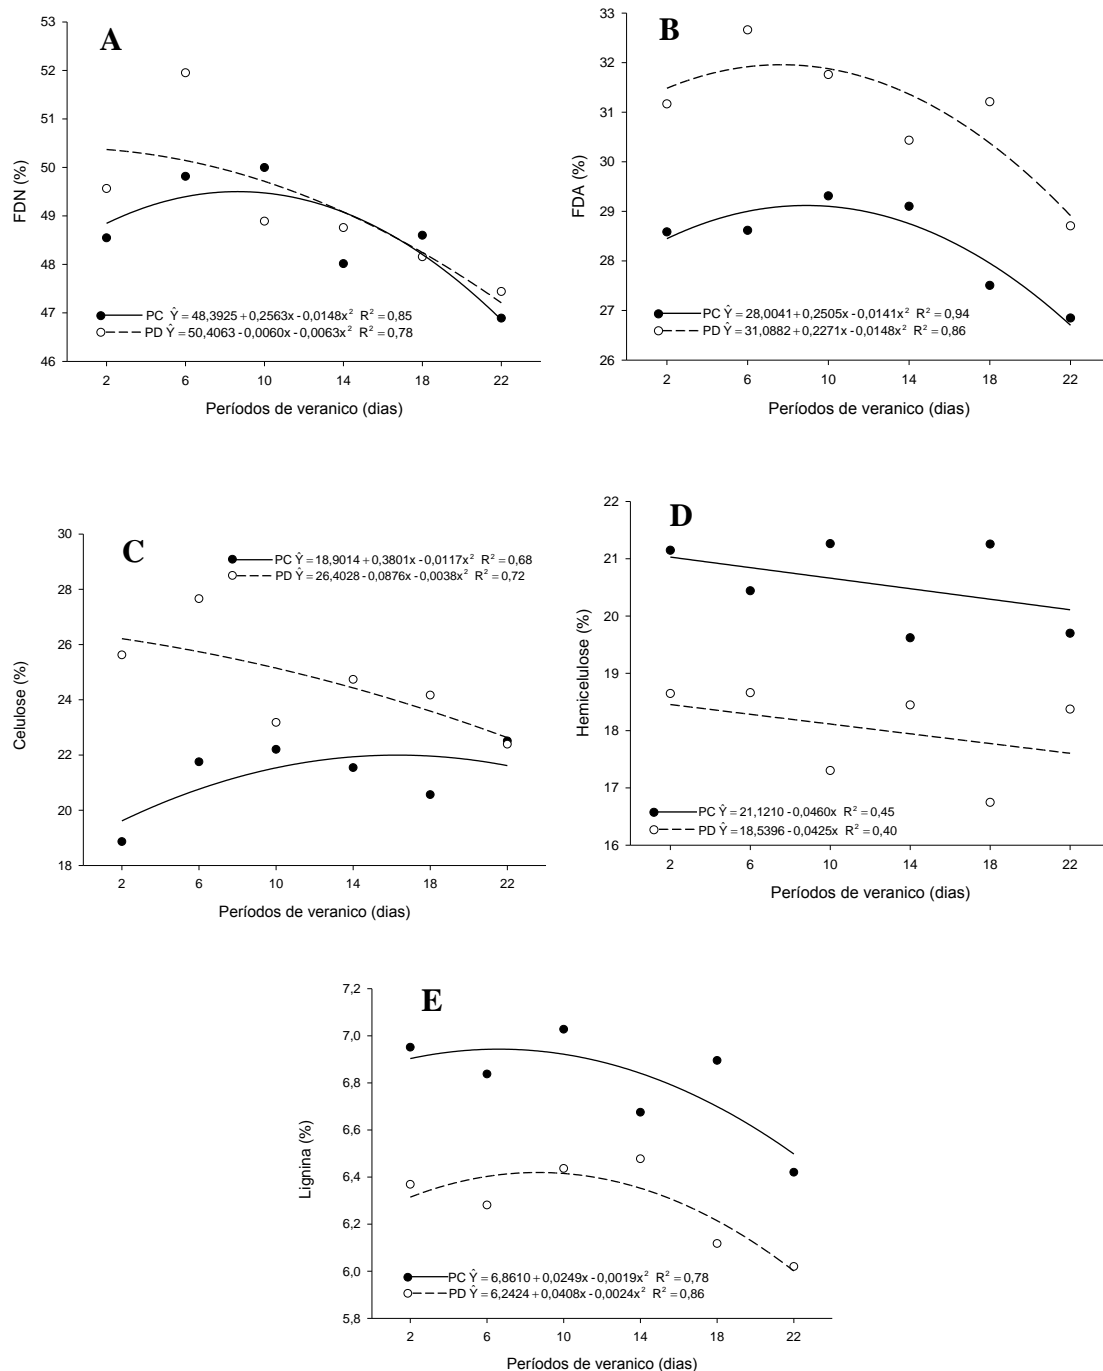 A
FDN (%)
53
52
51
50
49
48
47
46
PC Ŷ = 48,3925 + 0,2563x - 0,0148x² R² = 0,85
PD Ŷ = 50,4063 - 0,0060x - 0,0063x² R² = 0,78
2 6 10 14 18 22
Períodos de veranico (dias)
B
FDA (%)
33
32
31
30
29
28
27
26
PC Ŷ = 28,0041 + 0,2505x - 0,0141x² R² = 0,94
PD Ŷ = 31,0882 + 0,2271x - 0,0148x² R² = 0,86
2 6 10 14 18 22
Períodos de veranico (dias)
C
Celulose (%)
30
28
26
24
22
20
18
PC Ŷ = 18,9014 + 0,3801x - 0,0117x² R² = 0,68
PD Ŷ = 26,4028 - 0,0876x - 0,0038x² R² = 0,72
2 6 10 14 18 22
Períodos de veranico (dias)
D
Hemicelulose (%)
22
21
20
19
18
17
16
PC Ŷ = 21,1210 - 0,0460x R² = 0,45
PD Ŷ = 18,5396 - 0,0425x R² = 0,40
2 6 10 14 18 22
Períodos de veranico (dias)
E
Lignina (%)
7,2
7,0
6,8
6,6
6,4
6,2
6,0
5,8
PC Ŷ = 6,8610 + 0,0249x - 0,0019x² R² = 0,78
PD Ŷ = 6,2424 + 0,0408x - 0,0024x² R² = 0,86
2 6 10 14 18 22
Períodos de veranico (dias)